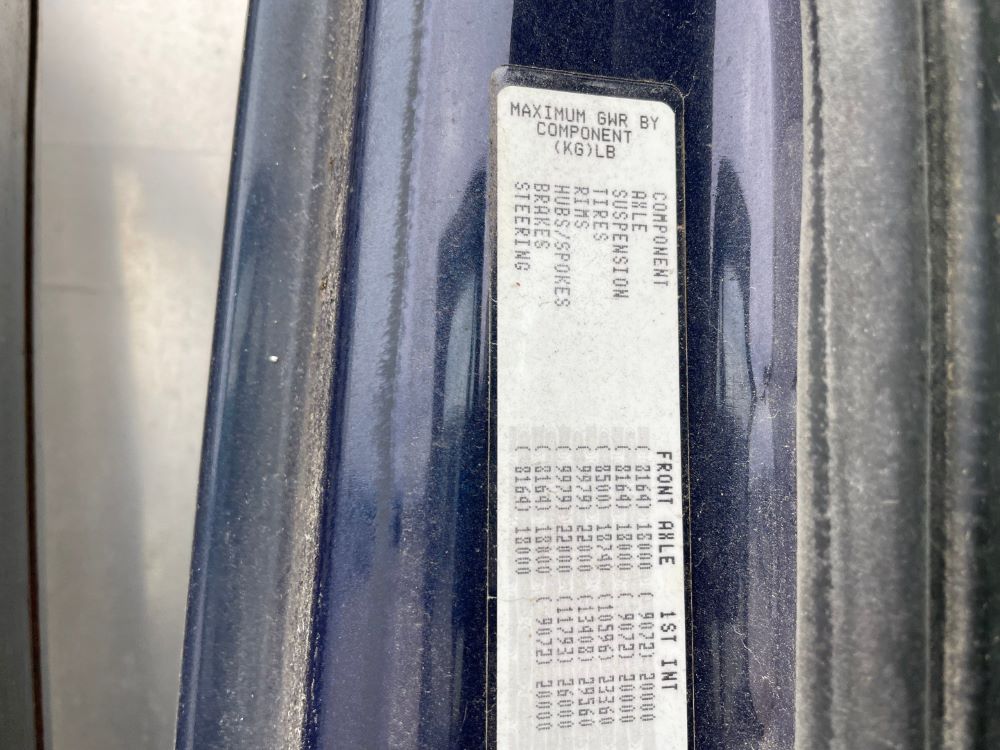 MAXIMUM GWR BY
COMPONENT
(KG)LB
COMPONENT FRONT AXLE 1ST INT
AXLE ( 8164) 18000 ( 9072) 20000
SUSPENSION ( 8164) 18000 ( 9072) 20000
TIRES ( 8500) 18740 (10596) 23360
RIMS ( 9979) 22000 (13408) 29560
HUBS/SPOKES ( 9979) 22000 (11793) 26000
BRAKES ( 8164) 18000 ( 9072) 20000
STEERING ( 8164) 18000